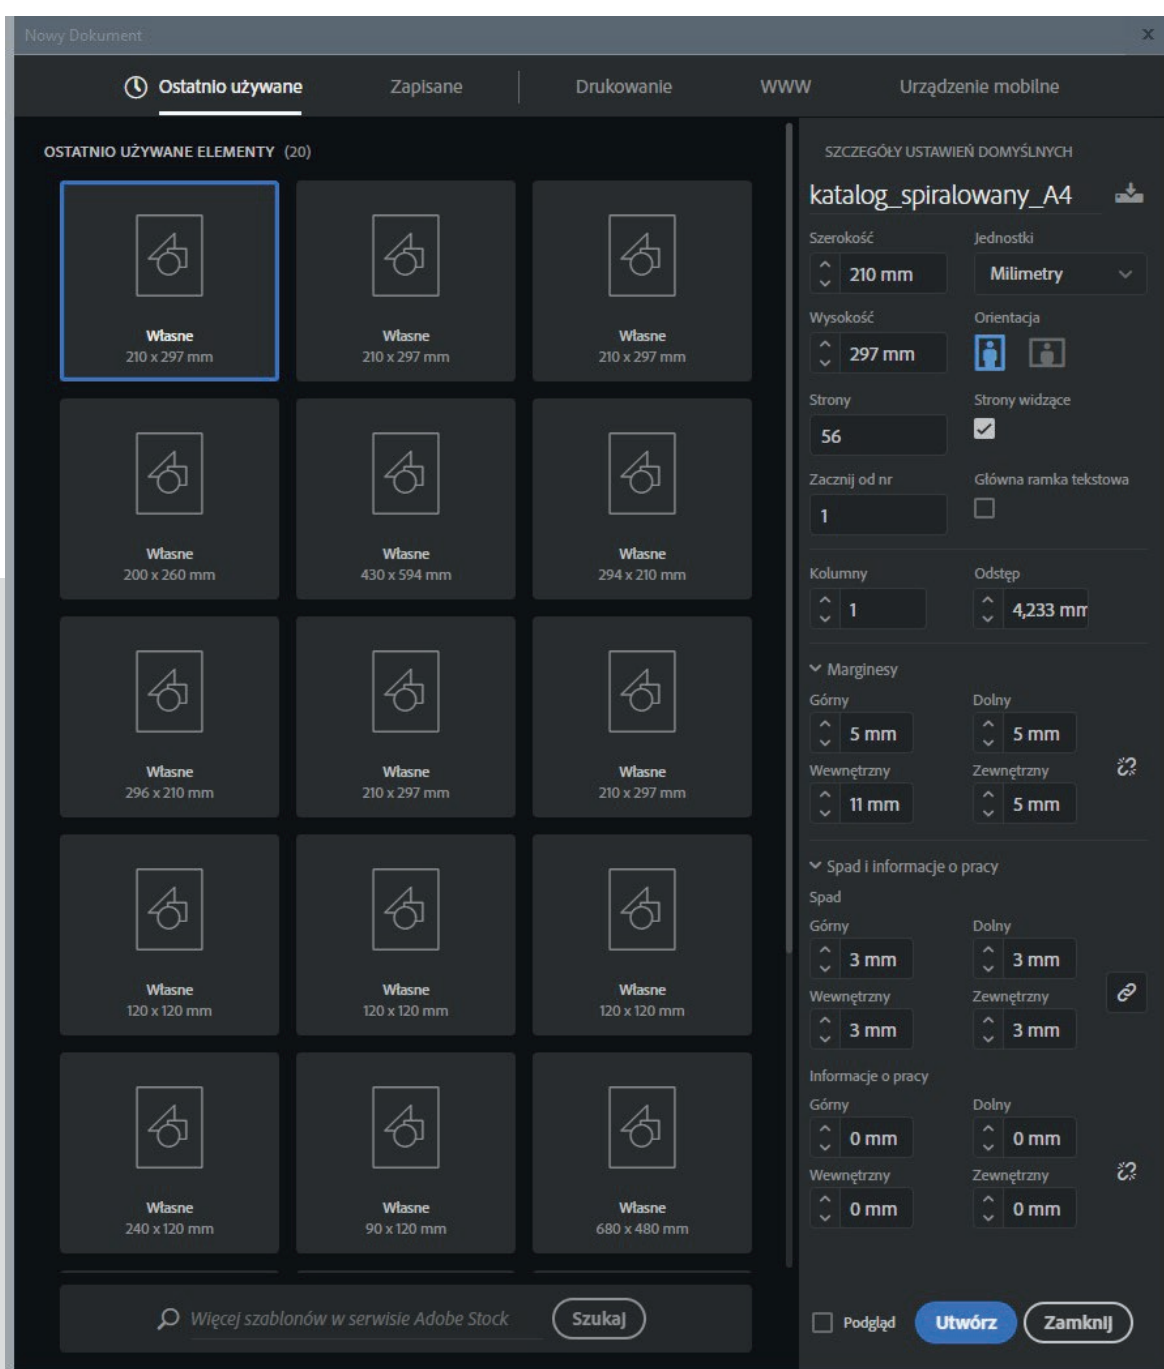 Nowy Dokument x
Ostatnio używane Zapisane Drukowanie WWW Urządzenie mobilne
OSTATNIO UŻYWANE ELEMENTY (20)
Własne Własne Własne
210 x 297 mm 210 x 297 mm 210 x 297 mm
Własne Własne Własne
200 x 260 mm 430 x 594 mm 294 x 210 mm
Własne Własne Własne
296 x 210 mm 210 x 297 mm 210 x 297 mm
Własne Własne Własne
120 x 120 mm 120 x 120 mm 120 x 120 mm
Własne Własne Własne
240 x 120 mm 90 x 120 mm 680 x 480 mm
Więcej szablonów w serwisie Adobe Stock Szukaj
SZCZEGÓŁY USTAWIEŃ DOMYŚLNYCH
katalog_spiralowany_A4
Szerokość Jednostki
210 mm Milimetry
Wysokość Orientacja
297 mm
Strony Strony widzące
56
Zacznij od nr Główna ramka tekstowa
1
Kolumny Odstęp
1 4,233 mm
Marginesy
Górny Dolny
5 mm 5 mm
Wewnętrzny Zewnętrzny
11 mm 5 mm
Spad i informacje o pracy
Spad
Górny Dolny
3 mm 3 mm
Wewnętrzny Zewnętrzny
3 mm 3 mm
Informacje o pracy
Górny Dolny
0 mm 0 mm
Wewnętrzny Zewnętrzny
0 mm 0 mm
Podgląd Utwórz Zamknij